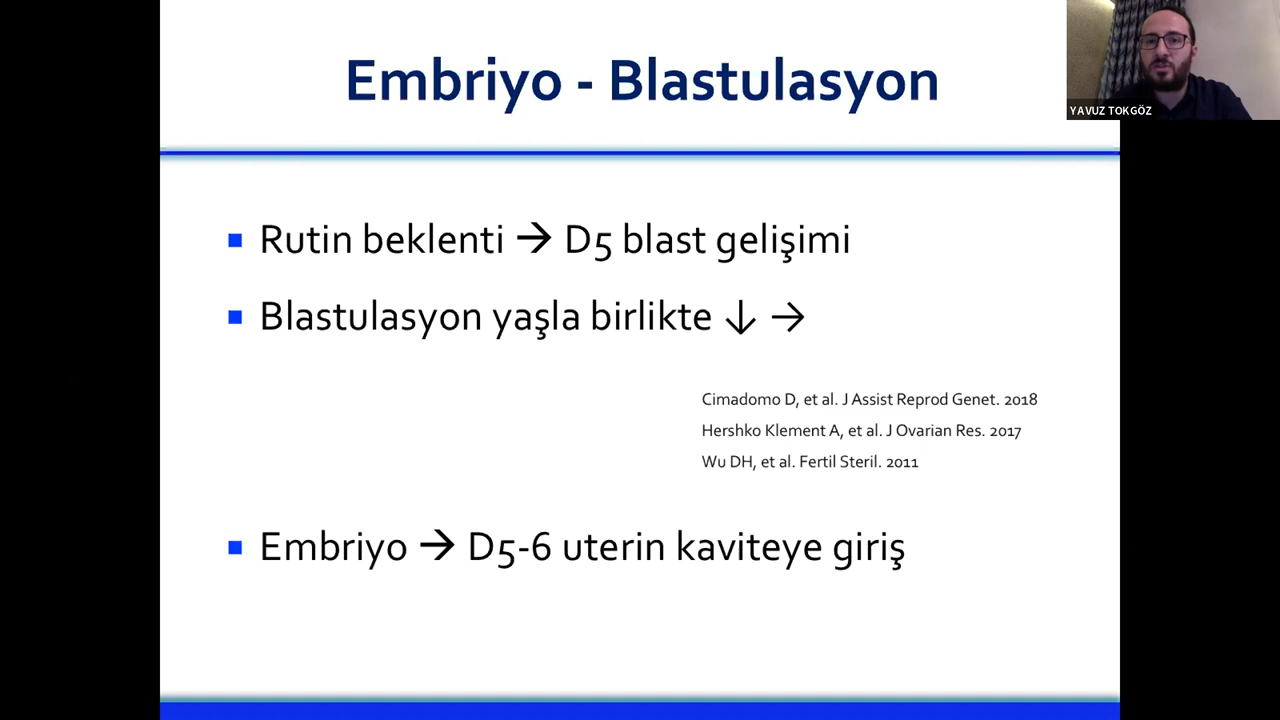 Embriyo - Blastulasyon
YAVUZ TOKGÖZ
Rutin beklenti → D5 blast gelişimi
Blastulasyon yaşla birlikte ↓ →
Cimadomo D, et al. J Assist Reprod Genet. 2018
Hershko Klement A, et al. J Ovarian Res. 2017
Wu DH, et al. Fertil Steril. 2011
Embriyo → D5-6 uterin kaviteye giriş